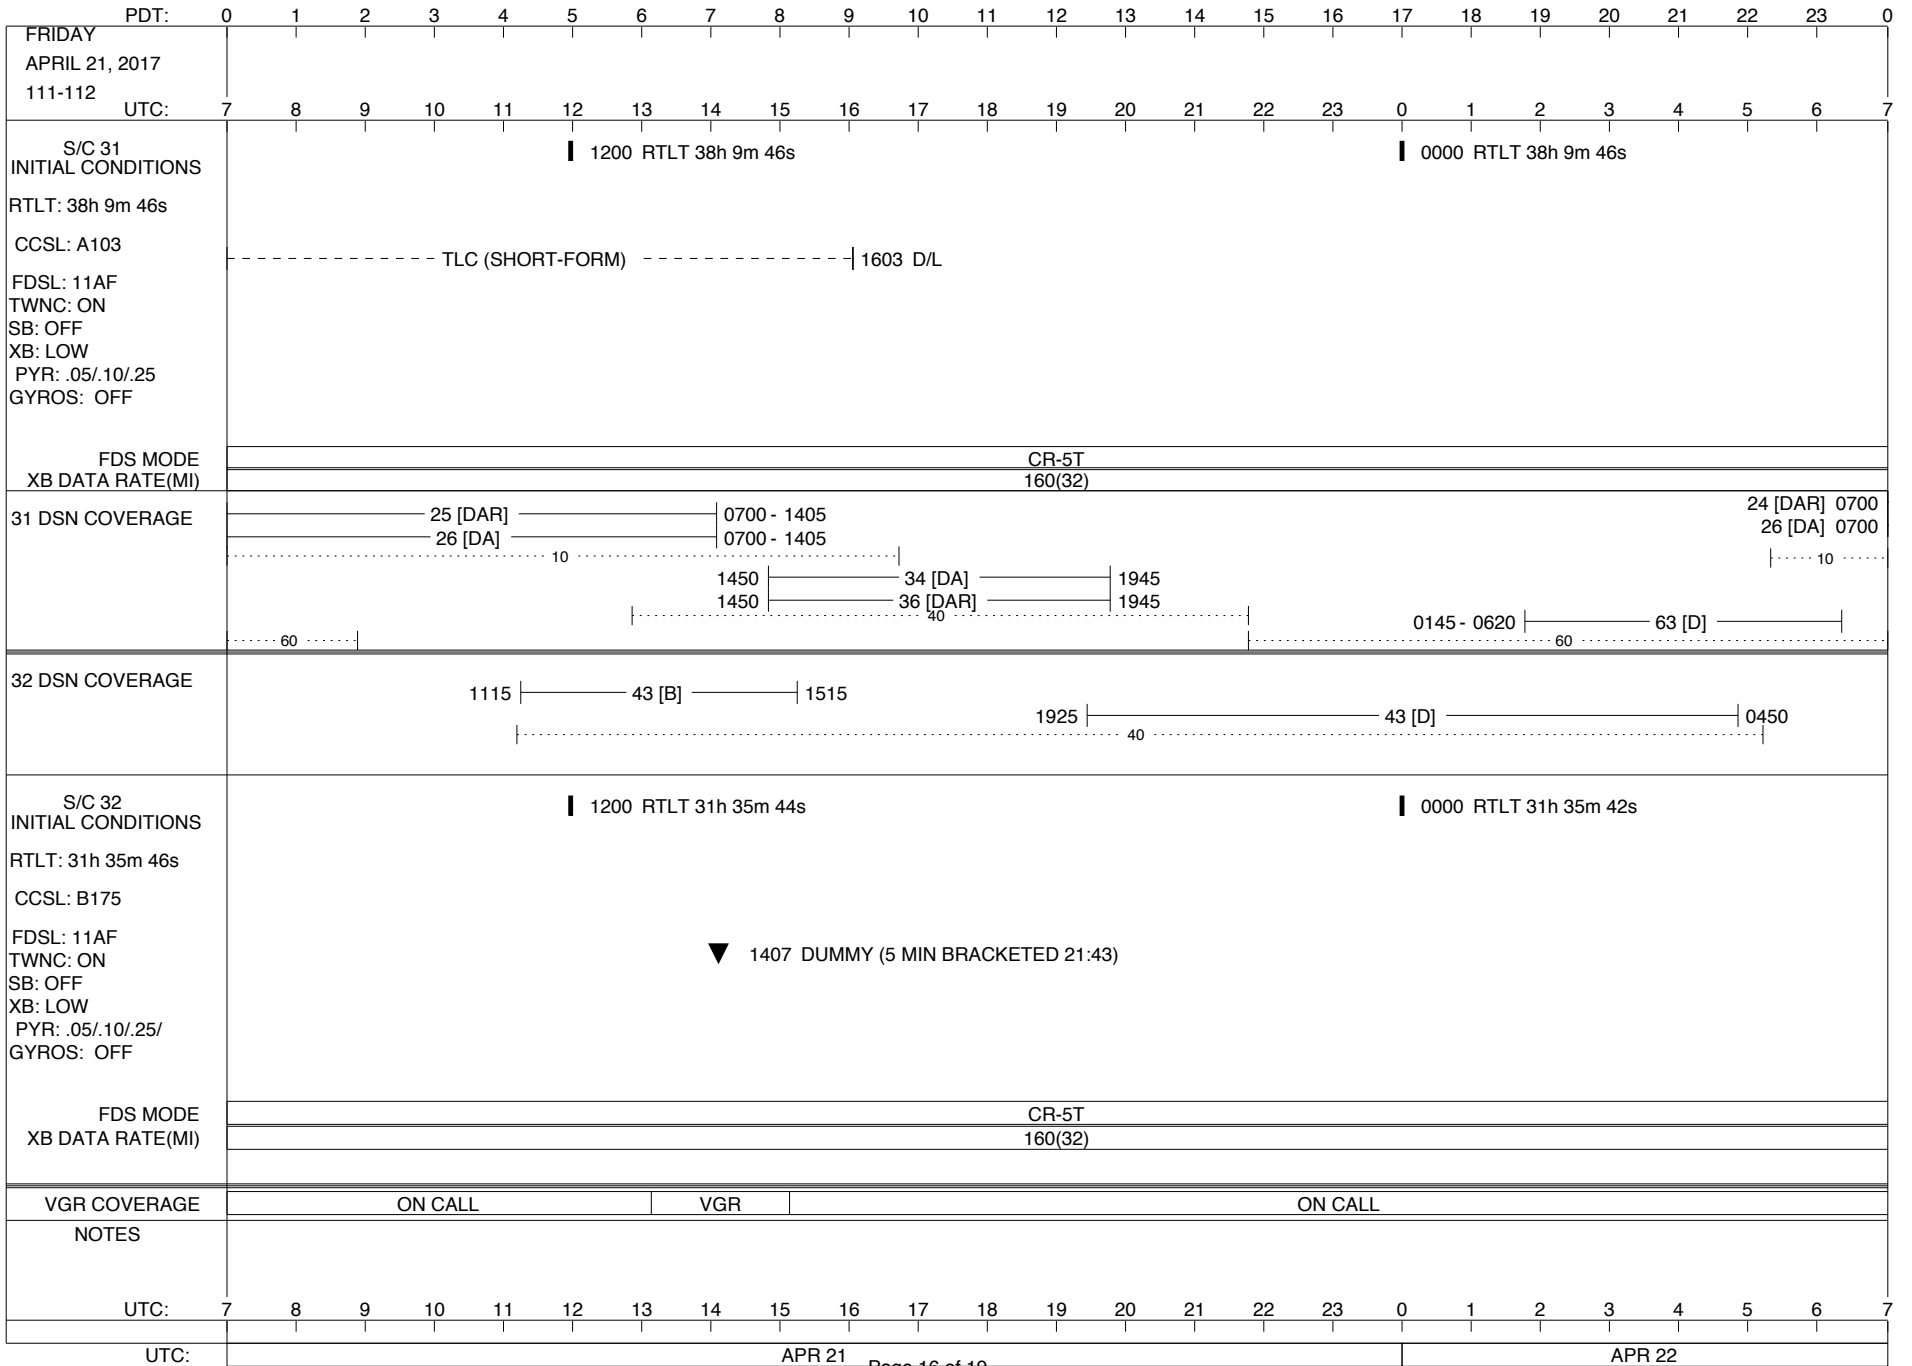 PDT: 0 1 2 3 4 5 6 7 8 9 10 11 12 13 14 15 16 17 18 19 20 21 22 23 0
FRIDAY
APRIL 21, 2017
111-112
UTC: 7 8 9 10 11 12 13 14 15 16 17 18 19 20 21 22 23 0 1 2 3 4 5 6 7
S/C 31
INITIAL CONDITIONS
1200 RTLT 38h 9m 46s
0000 RTLT 38h 9m 46s
RTLT: 38h 9m 46s
CCSL: A103
TLC (SHORT-FORM)
1603 D/L
FDSL: 11AF
TWNC: ON
SB: OFF
XB: LOW
PYR: .05/.10/.25
GYROS: OFF
FDS MODE
CR-5T
XB DATA RATE(MI)
160(32)
31 DSN COVERAGE
25 [DAR] 0700 - 1405
24 [DAR] 0700
26 [DA] 0700 - 1405
26 [DA] 0700
10
10
1450 34 [DA] 1945
1450 36 [DAR] 1945
40
0145 - 0620 63 [D]
60
60
32 DSN COVERAGE
1115 43 [B] 1515
1925 43 [D] 0450
40
S/C 32
INITIAL CONDITIONS
1200 RTLT 31h 35m 44s
0000 RTLT 31h 35m 42s
RTLT: 31h 35m 46s
CCSL: B175
FDSL: 11AF
TWNC: ON
1407 DUMMY (5 MIN BRACKETED 21:43)
SB: OFF
XB: LOW
PYR: .05/.10/.25/
GYROS: OFF
FDS MODE
CR-5T
XB DATA RATE(MI)
160(32)
VGR COVERAGE
ON CALL
VGR
ON CALL
NOTES
UTC: 7 8 9 10 11 12 13 14 15 16 17 18 19 20 21 22 23 0 1 2 3 4 5 6 7
UTC:
APR 21
APR 22
Page 16 of 19